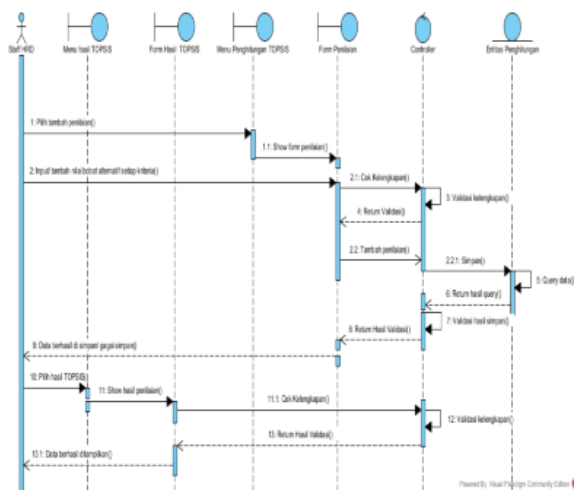 Staff HRD
Menu hasil TOPSIS
Form Hasil TOPSIS
Menu Penghitungan TOPSIS
Form Penilaian
Controller
Entitas Penghitungan
1: Pilih tambah penilaian()
1.1: Show form penilaian()
2: Input/ tambah nilai bobot alternatif setiap kriteria()
2.1: Cek Kelengkapan()
3: Validasi kelengkapan()
4: Return Validasi()
2.2: Tambah penilaian()
2.2.1: Simpan()
5: Query data()
6: Return hasil query()
7: Validasi hasil simpan()
8: Return Hasil Validasi()
9: Data berhasil di simpan/ gagal simpan()
10: Pilih hasil TOPSIS()
11: Show hasil penilaian()
11.1: Cek Kelengkapan()
12: Validasi kelengkapan()
13: Return Hasil Validasi()
13.1: Data berhasil ditampilkan()
Powered By Visual Paradigm Community Edition